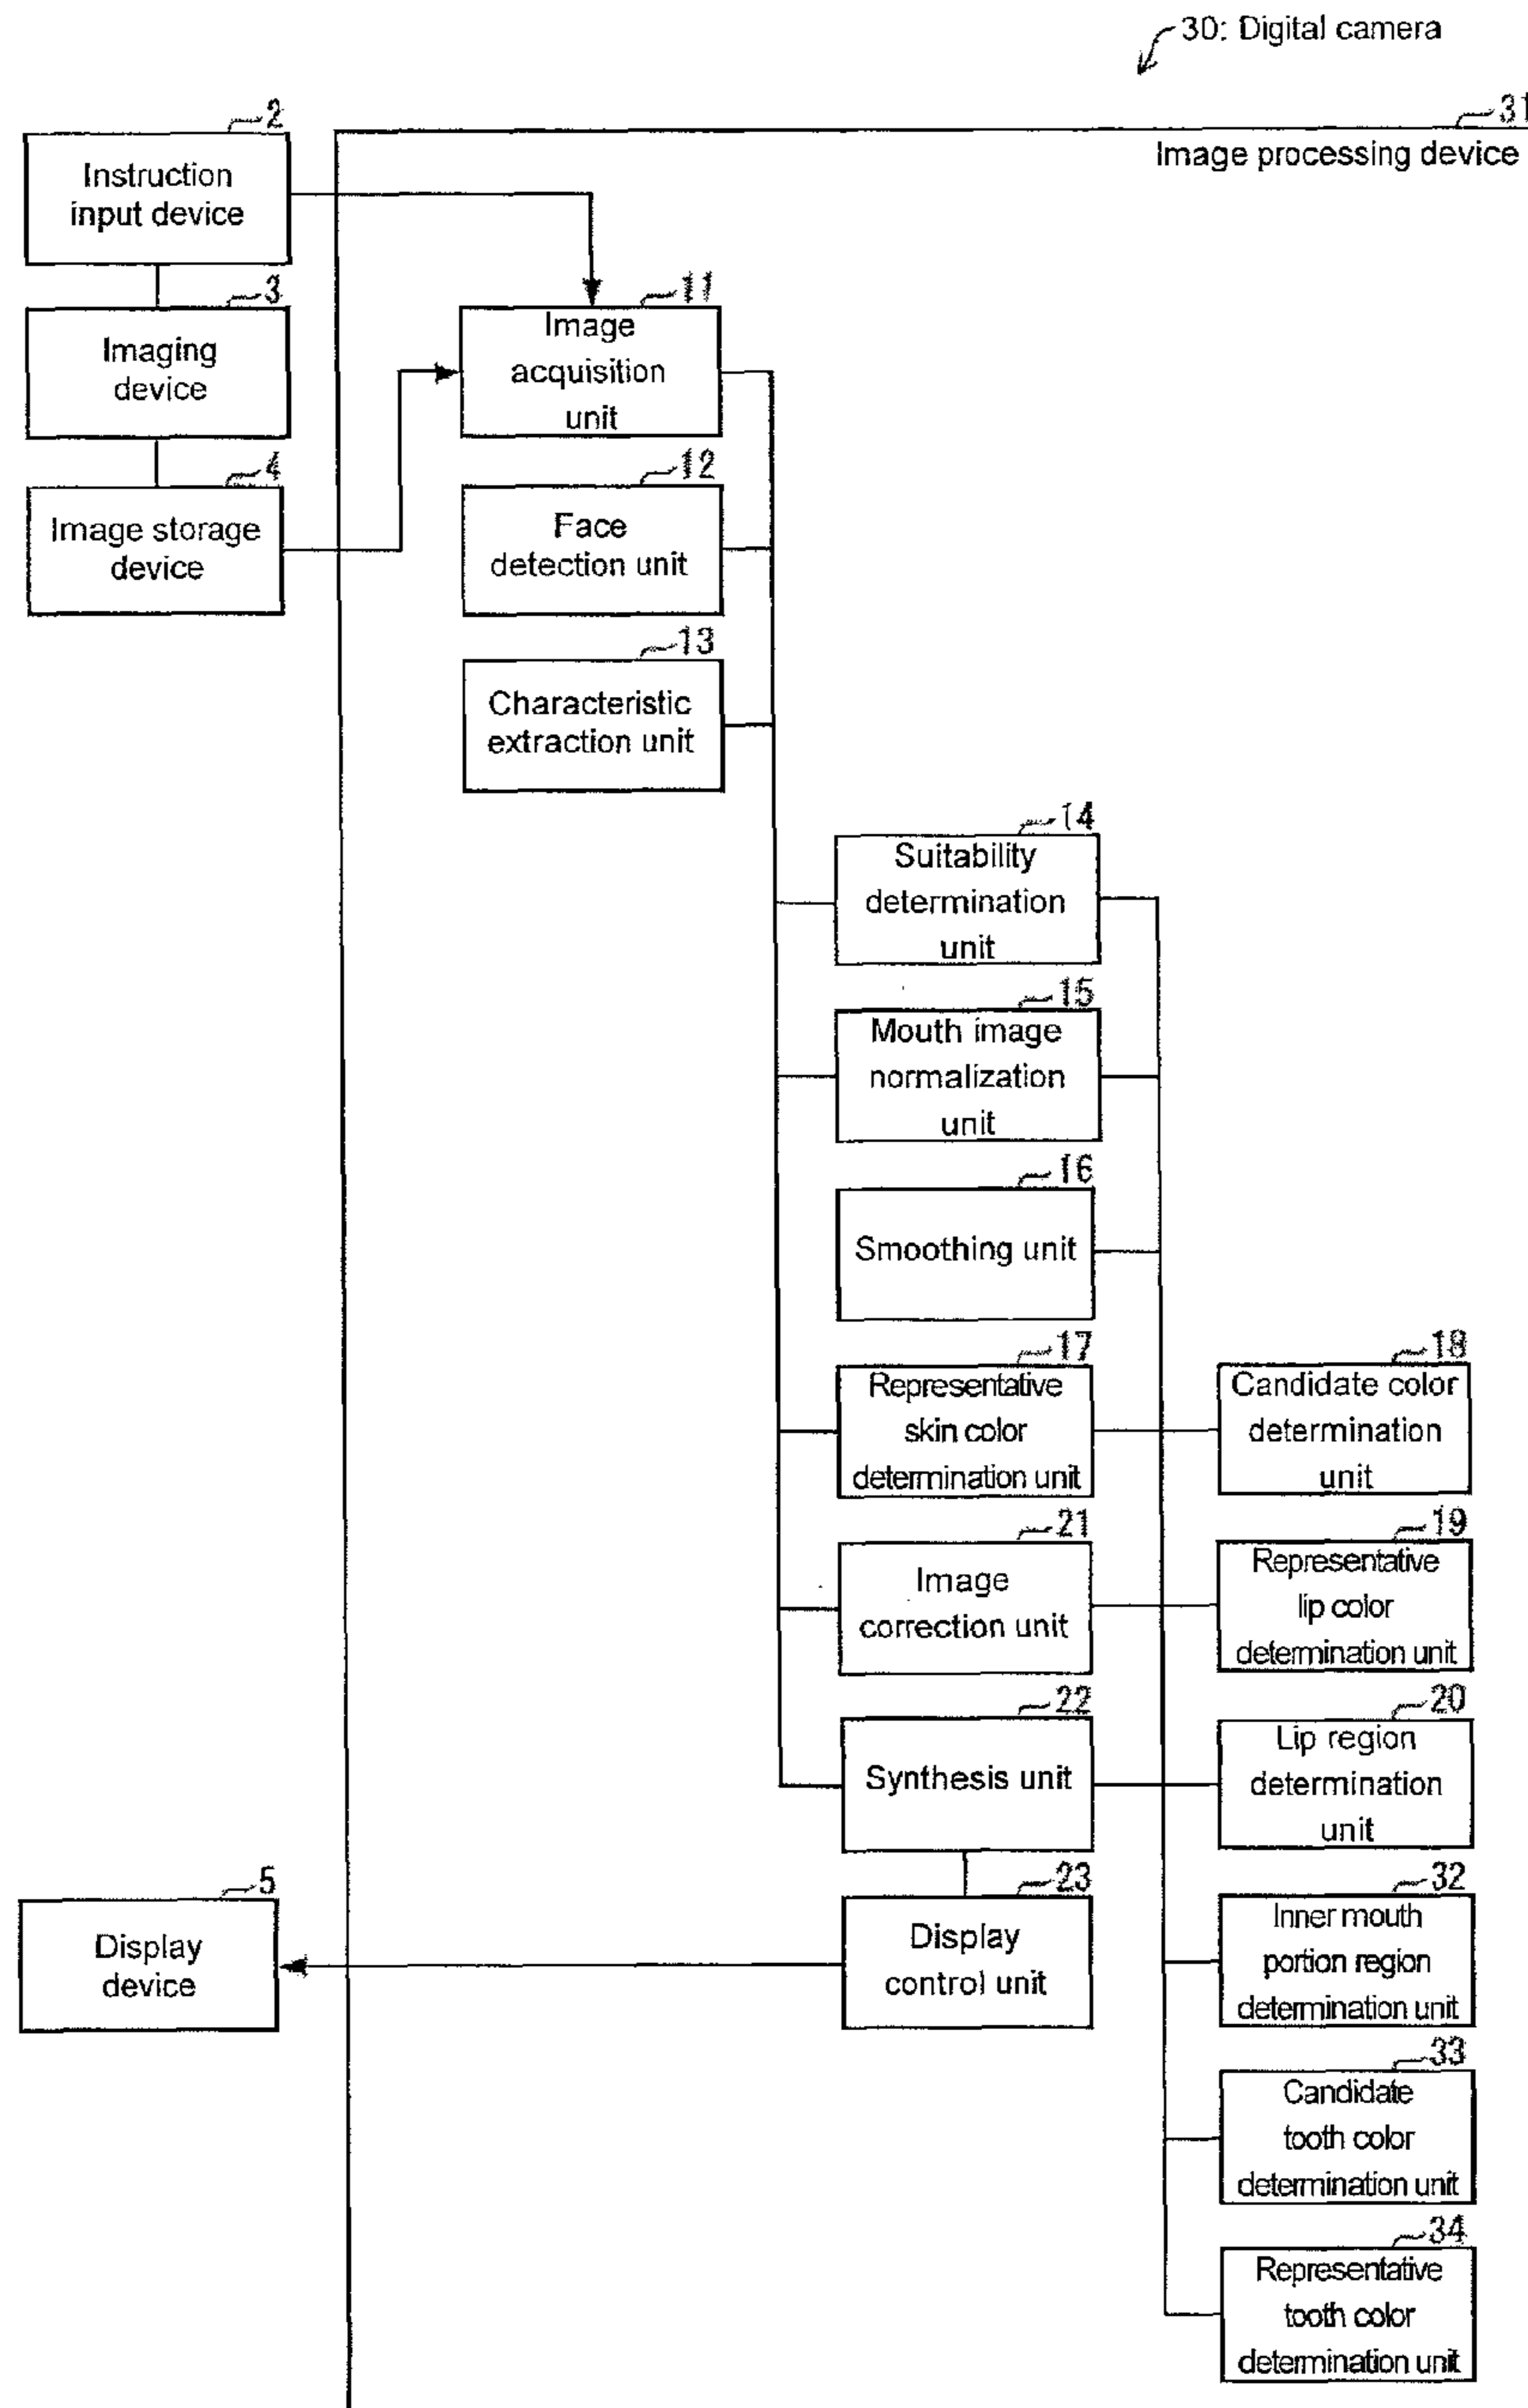 30: Digital camera
31
Image processing device
2
Instruction
input device
3
Imaging
device
4
Image storage
device
11
Image
acquisition
unit
12
Face
detection unit
13
Characteristic
extraction unit
14
Suitability
determination
unit
15
Mouth image
normalization
unit
16
Smoothing unit
17
Representative
skin color
determination unit
18
Candidate color
determination
unit
21
Image
correction unit
19
Representative
lip color
determination unit
22
Synthesis unit
20
Lip region
determination
unit
5
Display
device
23
Display
control unit
32
Inner mouth
portion region
determination unit
33
Candidate
tooth color
determination unit
34
Representative
tooth color
determination unit